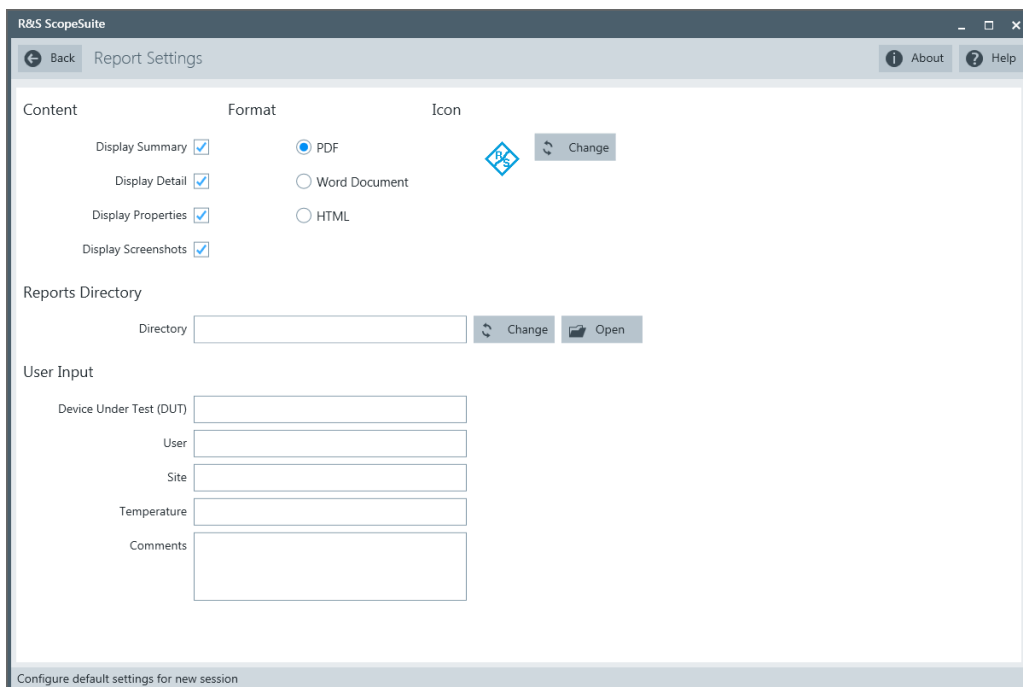 R&S ScopeSuite
Back Report Settings About Help
Content Format Icon
Display Summary PDF R&S Change
Display Detail Word Document
Display Properties HTML
Display Screenshots
Reports Directory
Directory Change Open
User Input
Device Under Test (DUT)
User
Site
Temperature
Comments
Configure default settings for new session